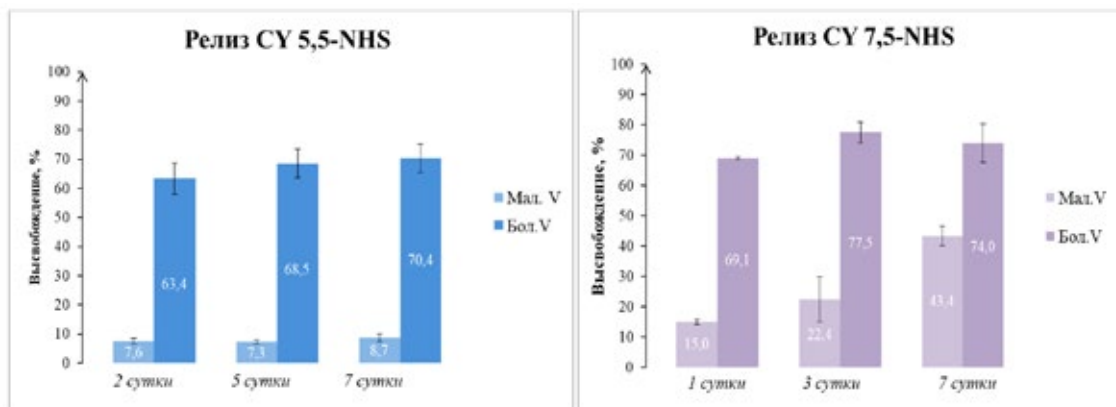 Релиз CY 5,5-NHS
Высвобождение, %
100
90
80
70
60
50
40
30
20
10
0
7,6
63,4
7,3
68,5
8,7
70,4
2 сутки
5 сутки
7 сутки
Мал. V
Бол.V
Релиз CY 7,5-NHS
Высвобождение, %
100
90
80
70
60
50
40
30
20
10
0
15,0
69,1
22,4
77,5
43,4
74,0
1 сутки
3 сутки
7 сутки
Мал.V
Бол.V